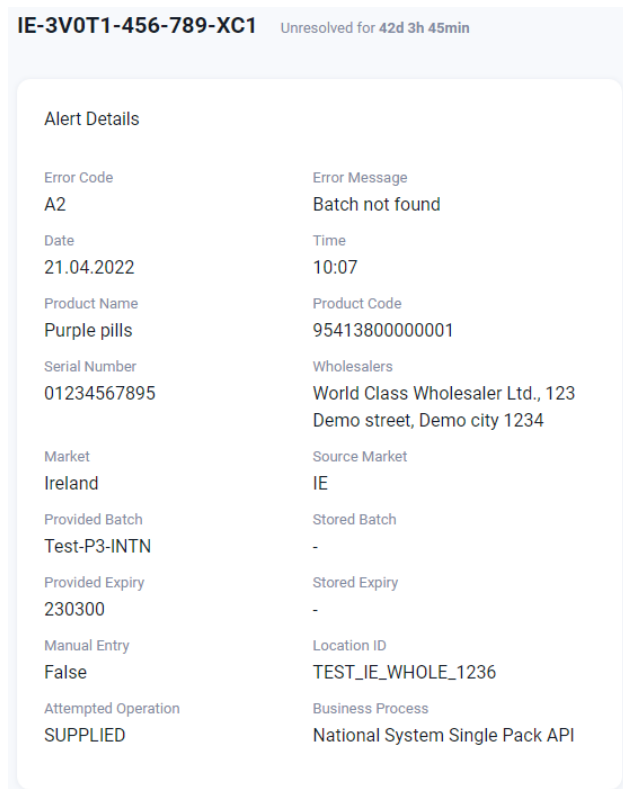 IE-3V0T1-456-789-XC1 Unresolved for 42d 3h 45min
Alert Details
Error Code Error Message
A2 Batch not found
Date Time
21.04.2022 10:07
Product Name Product Code
Purple pills 95413800000001
Serial Number Wholesalers
01234567895 World Class Wholesaler Ltd., 123
Demo street, Demo city 1234
Market Source Market
Ireland IE
Provided Batch Stored Batch
Test-P3-INTN -
Provided Expiry Stored Expiry
230300 -
Manual Entry Location ID
False TEST_IE_WHOLE_1236
Attempted Operation Business Process
SUPPLIED National System Single Pack API